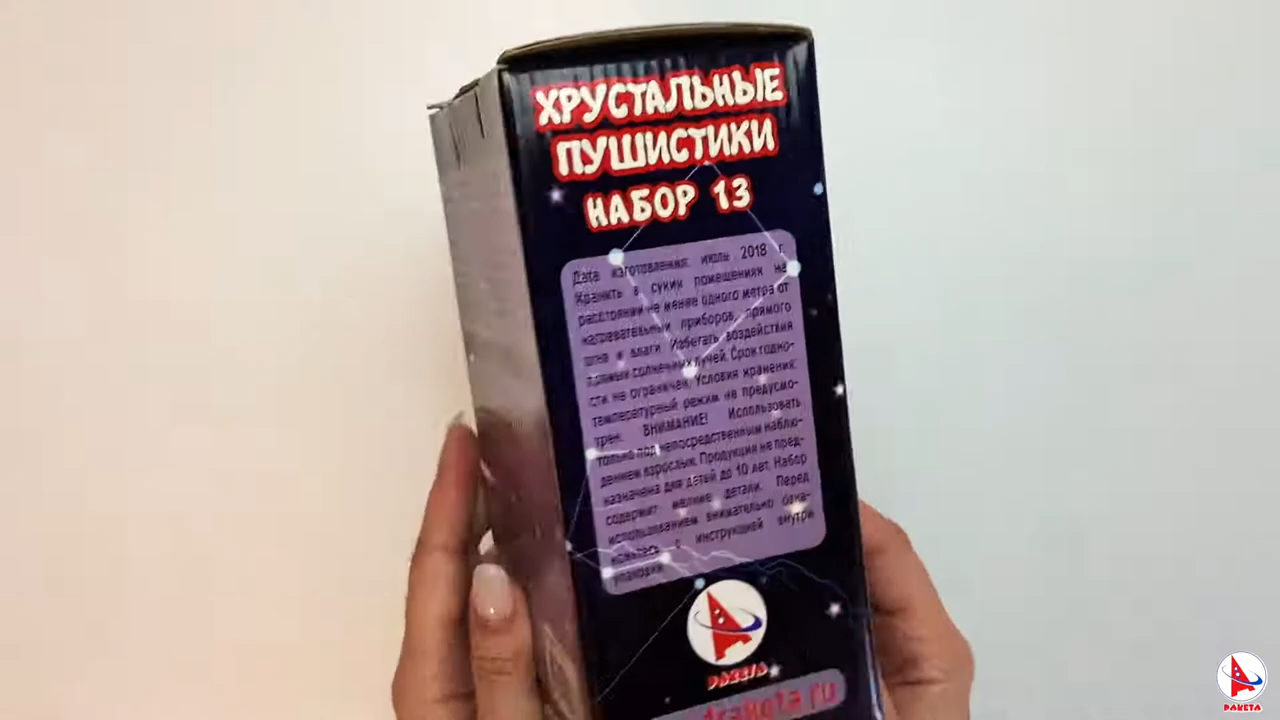 ХРУСТАЛЬНЫЕ
ПУШИСТИКИ
НАБОР 13
Дата изготовления: июль 2018 г.
Хранить в сухих помещениях на
расстоянии не менее одного метра от
нагревательных приборов, прямого
огня и влаги. Избегать воздействия
прямых солнечных лучей. Срок годно-
сти не ограничен. Условия хранения:
температурный режим не предусмо-
трен. ВНИМАНИЕ! Использовать
только под непосредственным наблю-
дением взрослых. Продукция не пред-
назначена для детей до 10 лет. Набор
содержит мелкие детали. Перед
использованием внимательно озна-
комьтесь с инструкцией внутри
упаковки.
РАКЕТА
РАКЕТА